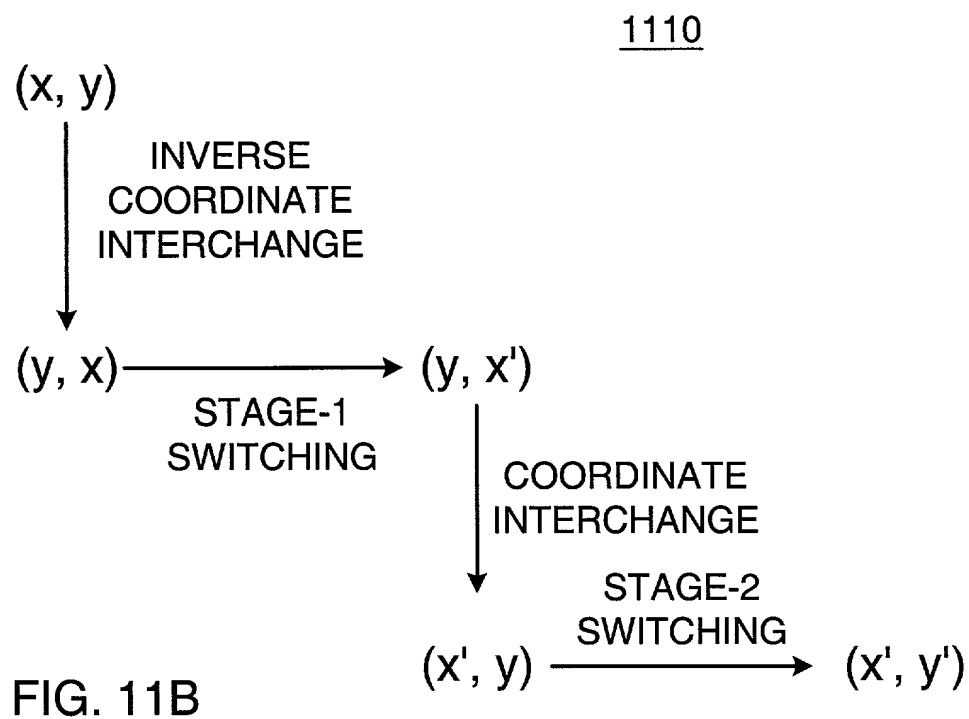 1110
(x, y)
INVERSE
COORDINATE
INTERCHANGE
(y, x)
(y, x')
STAGE-1
SWITCHING
COORDINATE
INTERCHANGE
STAGE-2
SWITCHING
(x', y)
(x', y')
FIG. 11B